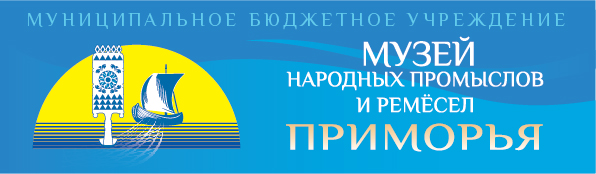 МУНИЦИПАЛЬНОЕ БЮДЖЕТНОЕ УЧРЕЖДЕНИЕ
МУЗЕЙ
НАРОДНЫХ ПРОМЫСЛОВ
И РЕМЁСЕЛ
ПРИМОРЬЯ